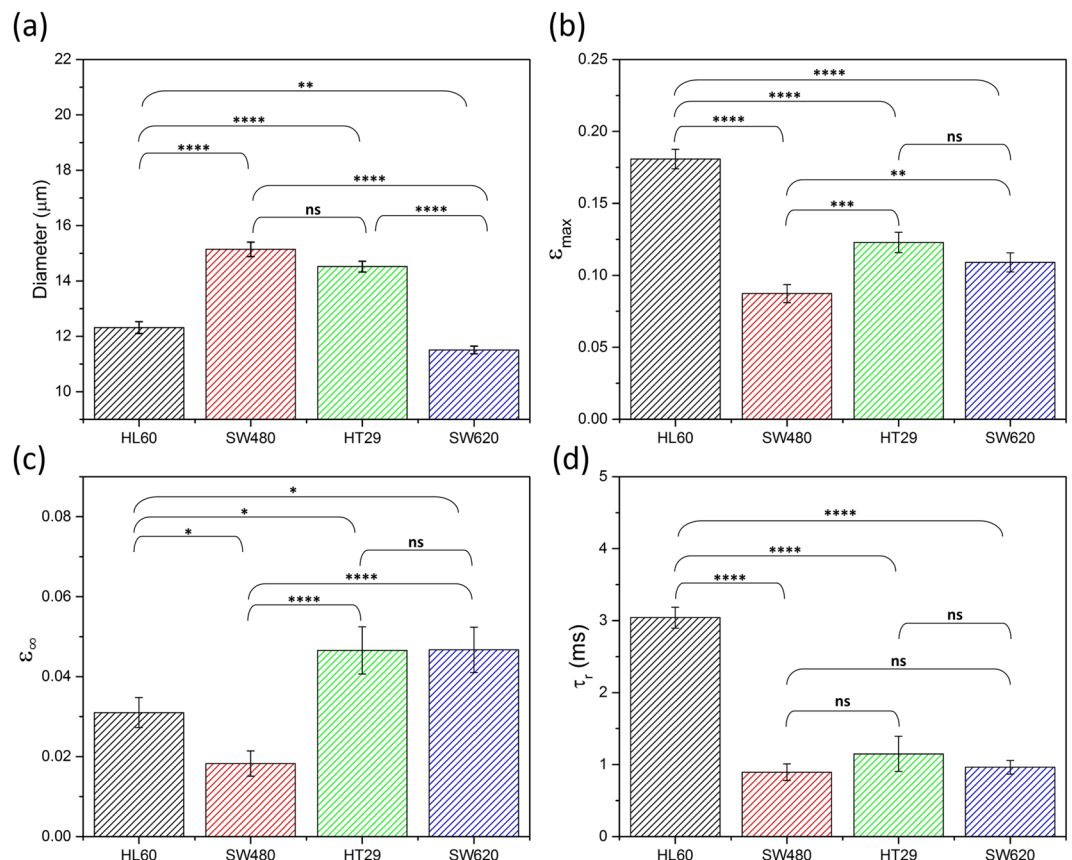 (a)
22
20
18
16
14
12
10
Diameter (μm)
**
****
****
****
ns
****
HL60 SW480 HT29 SW620
(b)
0.25
0.20
0.15
0.10
0.05
0.00
εmax
****
****
****
ns
**
***
HL60 SW480 HT29 SW620
(c)
0.08
0.06
0.04
0.02
0.00
ε∞
*
*
*
ns
****
****
HL60 SW480 HT29 SW620
(d)
5
4
3
2
1
0
τr (ms)
****
****
****
ns
ns
ns
HL60 SW480 HT29 SW620